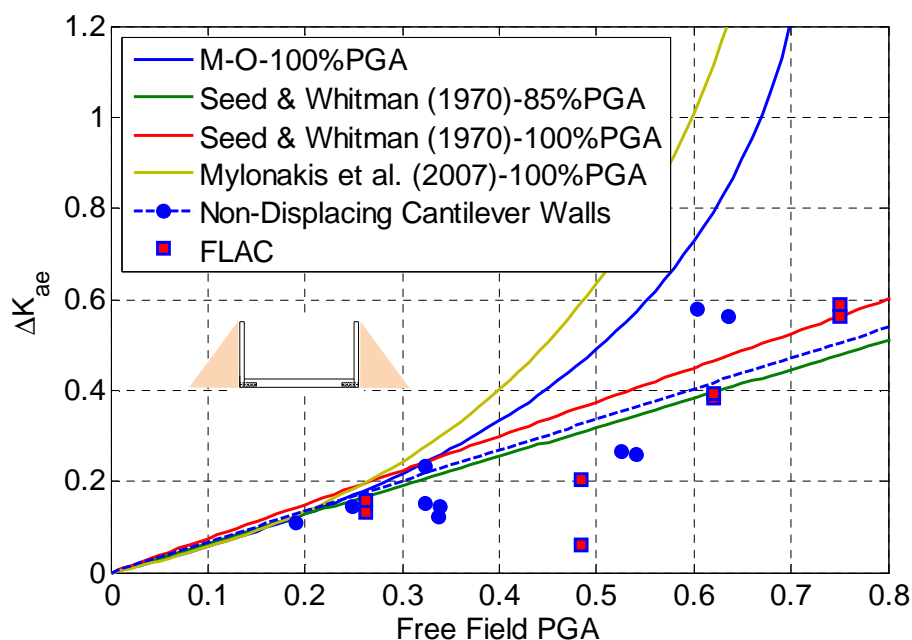 1.2
1
0.8
0.6
0.4
0.2
0
ΔKae
M-O-100%PGA
Seed & Whitman (1970)-85%PGA
Seed & Whitman (1970)-100%PGA
Mylonakis et al. (2007)-100%PGA
Non-Displacing Cantilever Walls
FLAC
0 0.1 0.2 0.3 0.4 0.5 0.6 0.7 0.8
Free Field PGA